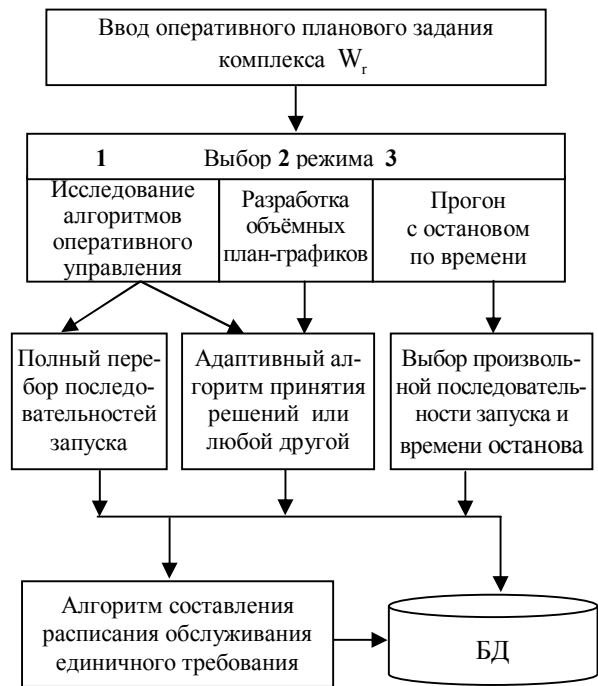 Ввод оперативного планового задания
комплекса W_r
1 Выбор 2 режима 3
Исследование
алгоритмов
оперативного
управления
Разработка
объёмных
план-графиков
Прогон
с остановом
по времени
Полный пере-
бор последо-
вательностей
запуска
Адаптивный ал-
горитм принятия
решений или
любой другой
Выбор произволь-
ной последователь-
ности запуска и
времени останова
Алгоритм составления
расписания обслуживания
единичного требования
БД